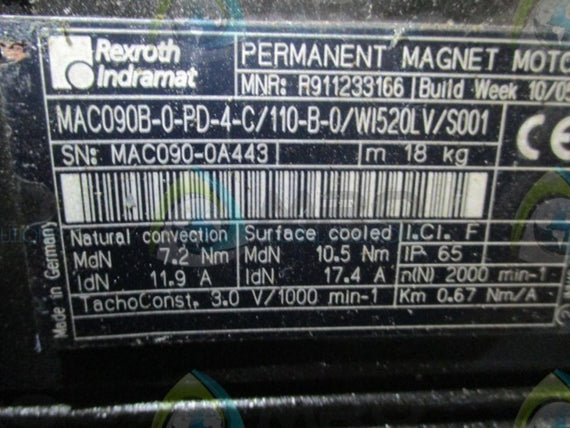 Rexroth
Indramat
PERMANENT MAGNET MOTO
MNR: R911233166 Build Week 10/05
MAC090B-0-PD-4-C/110-B-0/WI520LV/S001
SN: MAC090-0A443 m 18 kg
CE
Natural convection Surface cooled I.Cl. F
MdN 7.2 Nm MdN 10.5 Nm IP 65
IdN 11.9 A IdN 17.4 A n(N) 2000 min-1
TachoConst. 3.0 V/1000 min-1 Km 0.67 Nm/A
Made in Germany